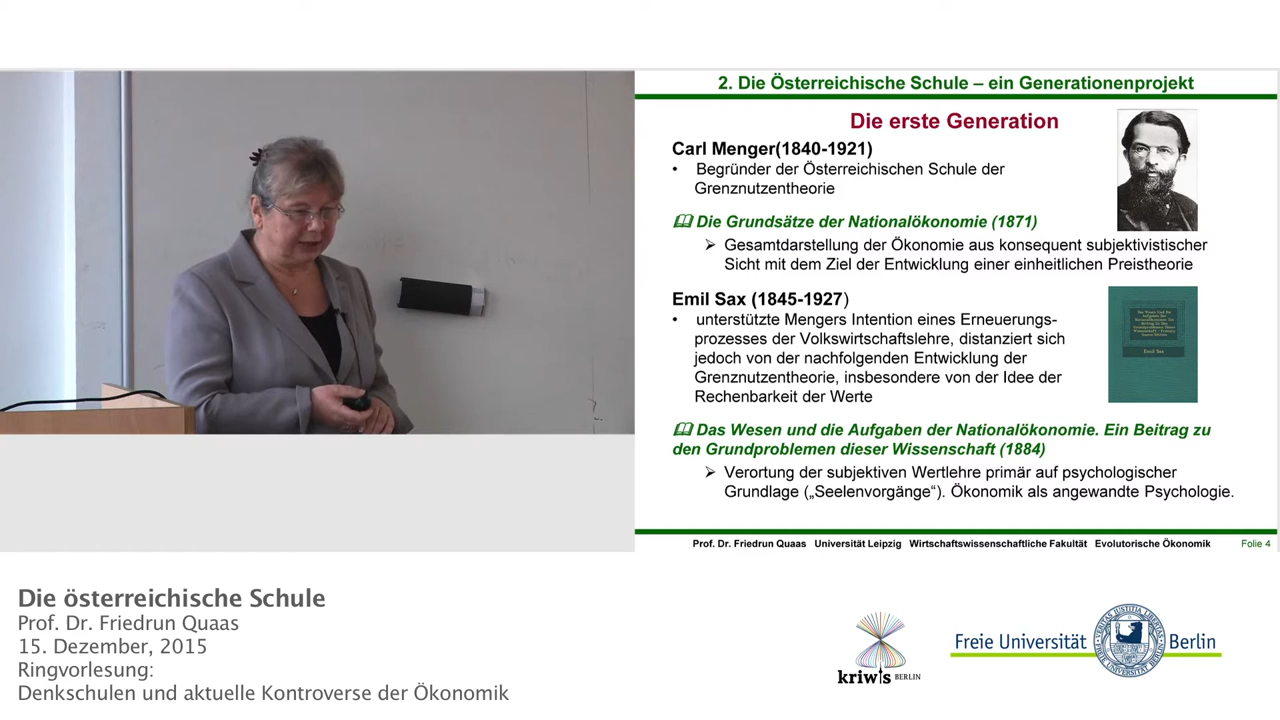 2. Die Österreichische Schule – ein Generationenprojekt
Die erste Generation
Carl Menger(1840-1921)
• Begründer der Österreichischen Schule der
Grenznutzentheorie
Die Grundsätze der Nationalökonomie (1871)
Gesamtdarstellung der Ökonomie aus konsequent subjektivistischer
Sicht mit dem Ziel der Entwicklung einer einheitlichen Preistheorie
Emil Sax (1845-1927)
• unterstützte Mengers Intention eines Erneuerungs-
prozesses der Volkswirtschaftslehre, distanziert sich
jedoch von der nachfolgenden Entwicklung der
Grenznutzentheorie, insbesondere von der Idee der
Rechenbarkeit der Werte
Emil Sax
Das Wesen und die Aufgaben der Nationalökonomie. Ein Beitrag zu
den Grundproblemen dieser Wissenschaft (1884)
Verortung der subjektiven Wertlehre primär auf psychologischer
Grundlage („Seelenvorgänge“). Ökonomik als angewandte Psychologie.
Prof. Dr. Friedrun Quaas Universität Leipzig Wirtschaftswissenschaftliche Fakultät Evolutorische Ökonomik Folie 4
Die österreichische Schule
Prof. Dr. Friedrun Quaas
15. Dezember, 2015
Ringvorlesung:
Denkschulen und aktuelle Kontroverse der Ökonomik
kriwis BERLIN
Freie Universität Berlin